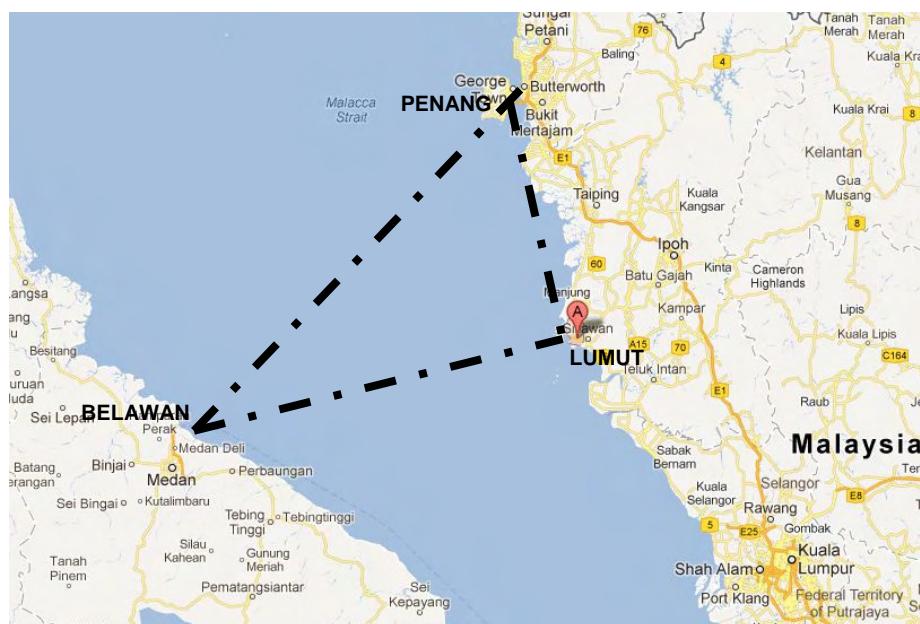 Sungai
Petani
76
Baling
4
Tanah
Merah
Tanah
Merah
Kuala Krai
George
Town
Butterworth
PENANG
Bukit
Mertajam
Malacca
Strait
Kuala Krai
8
E1
Kelantan
Taiping
Kuala
Kangsar
Gua
Musang
8
Ipoh
60
Batu Gajah
Kinta
Cameron
Highlands
Langsa
Manjung
A
Kampar
Lipis
Sitiawan
Kuala Lipis
A15
70
C164
Besitang
LUMUT
Teluk Intan
E1
Raub
BELAWAN
Sei Lepan
Perak
Medan Deli
Malaysia
Sabak
Bernam
Binjai
Medan
Perbaungan
Batang
Kuala
Selangor
Selangor
E8
Sei Bingai
Kutalimbaru
Rawang
Tebing
Tinggi
Tebingtinggi
5
E25
Gombak
Silau
Kahean
Gunung
Meriah
Kuala
Lumpur
Tanah
Pinem
Shah Alam
Pematangsiantar
Sei
Kepayang
Port Klang
Federal Territory
of Putrajaya